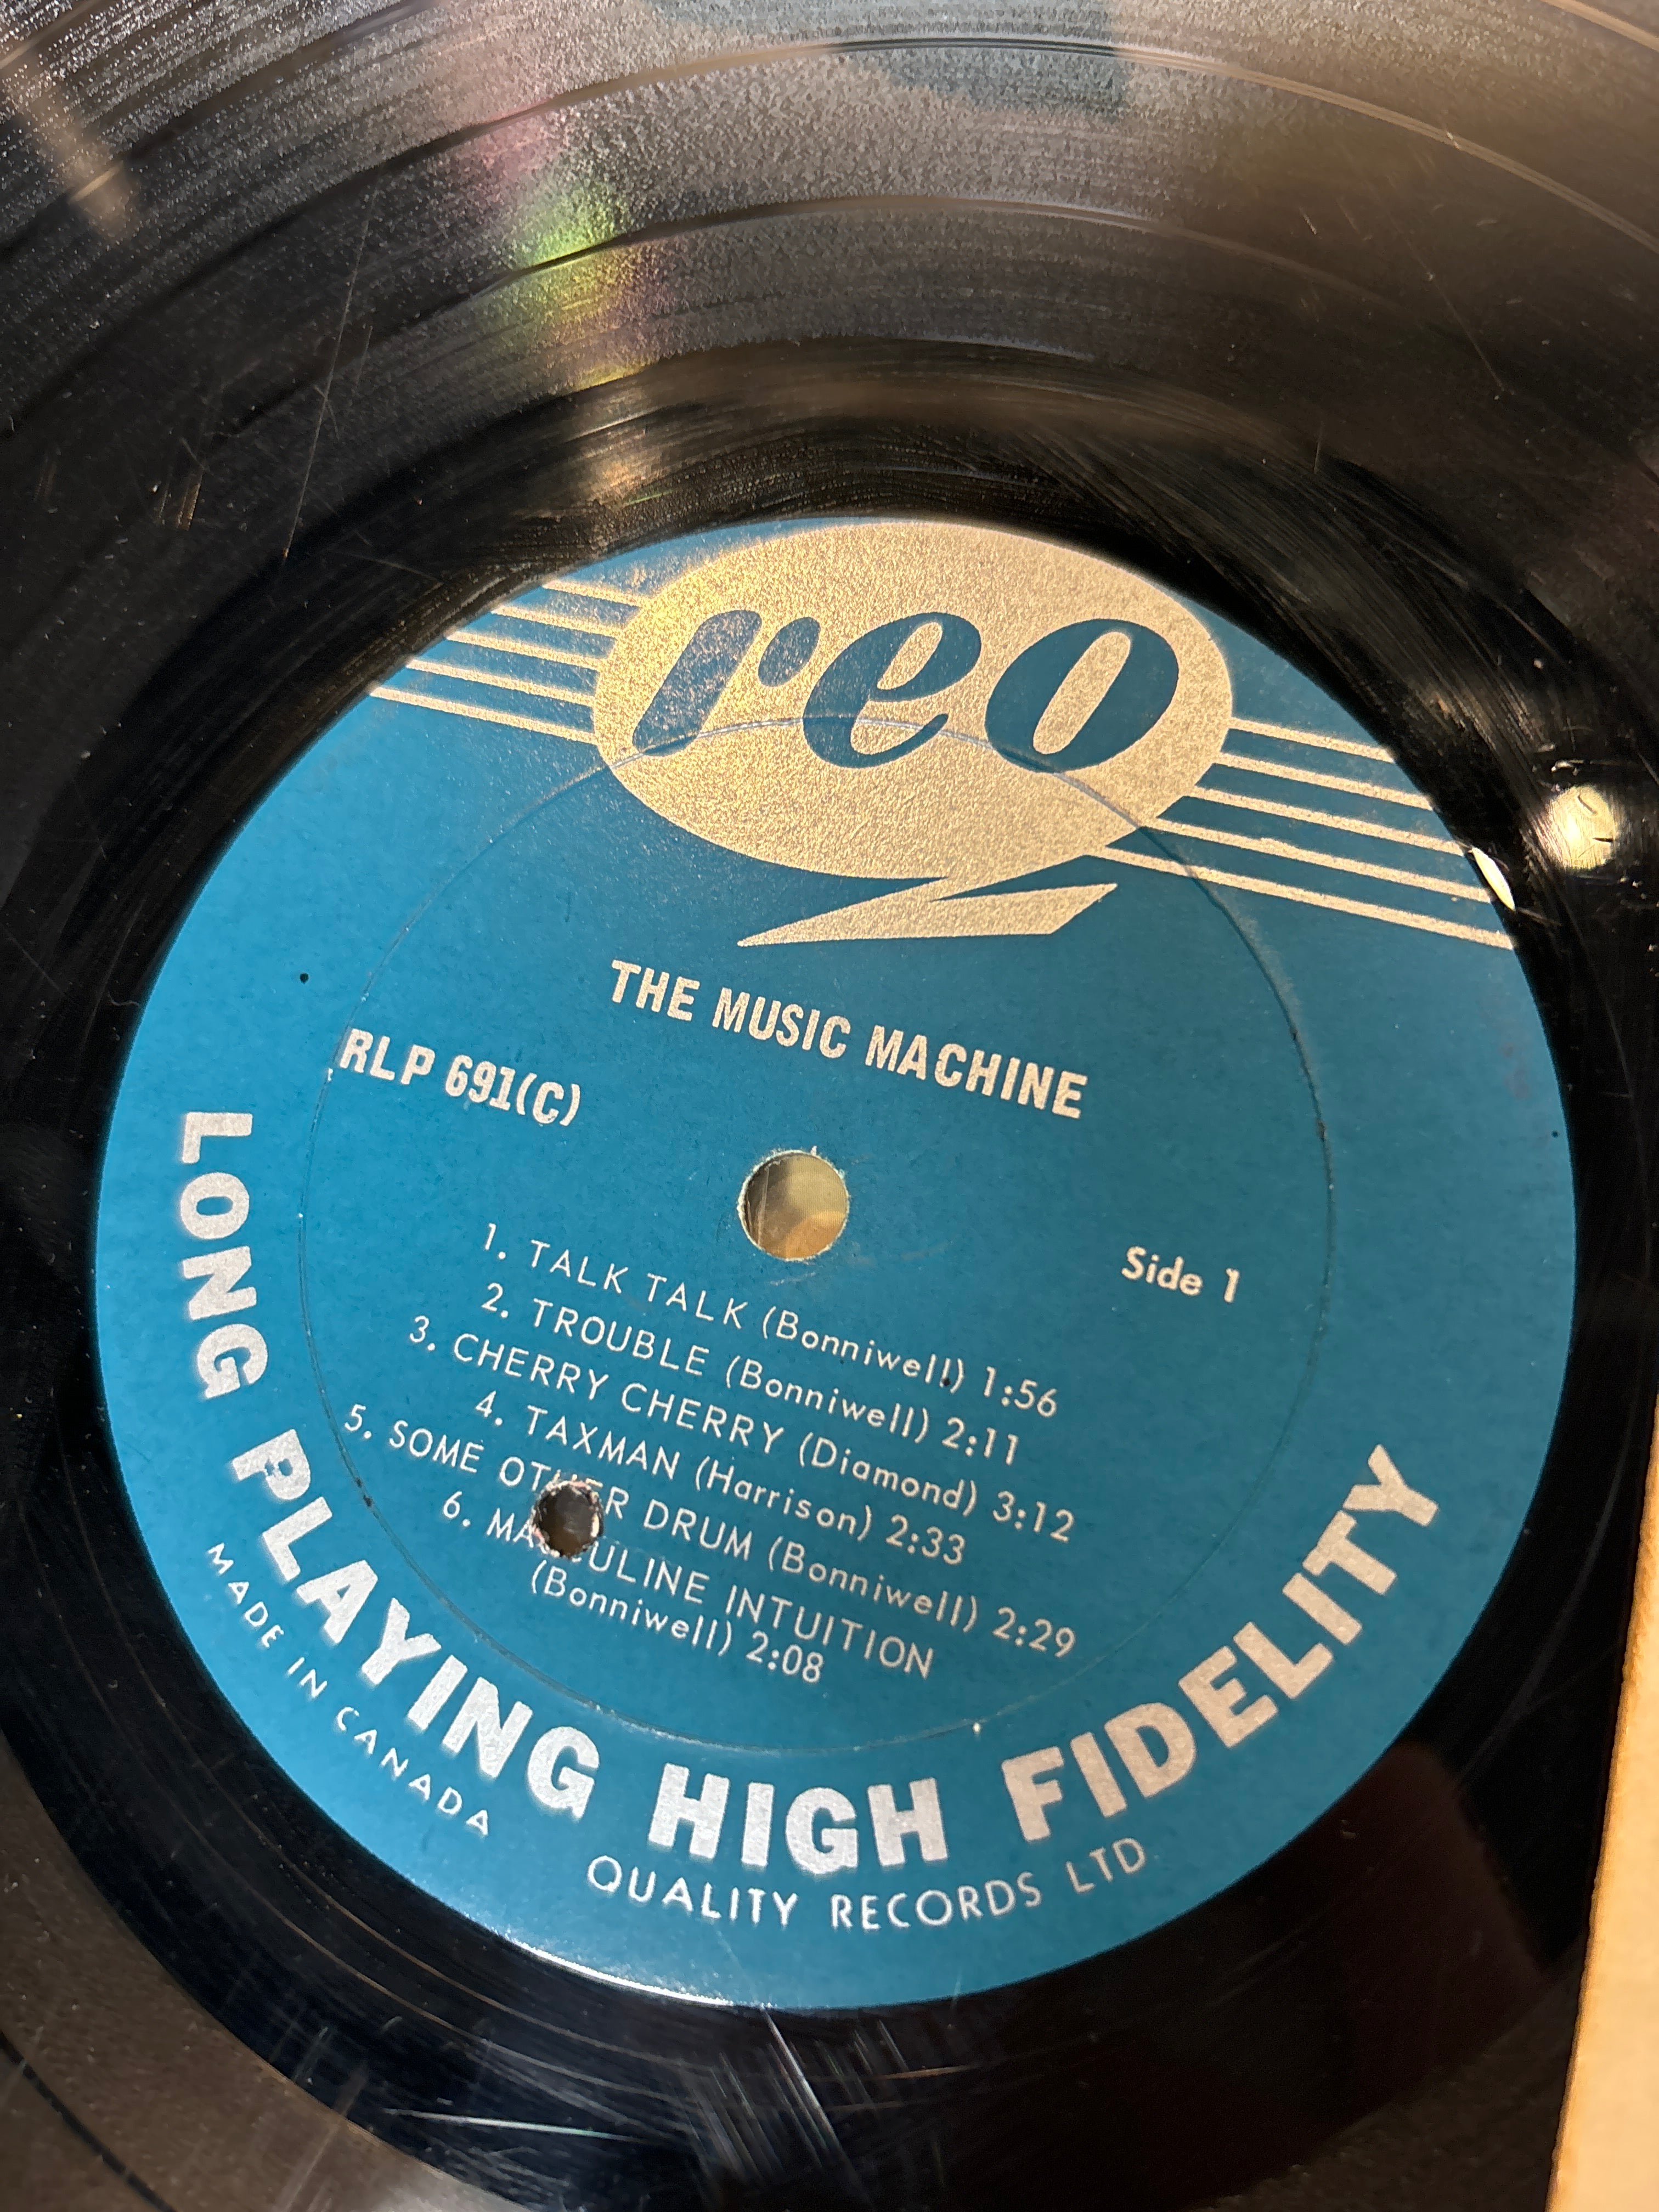 reo
THE MUSIC MACHINE
RLP 691(C)
Side 1
1. TALK TALK (Bonniwell) 1:56
2. TROUBLE (Bonniwell) 2:11
3. CHERRY CHERRY (Diamond) 3:12
4. TAXMAN (Harrison) 2:33
5. SOME OTHER DRUM (Bonniwell) 2:29
6. MASCULINE INTUITION
(Bonniwell) 2:08
LONG PLAYING HIGH FIDELITY
MADE IN CANADA
QUALITY RECORDS LTD